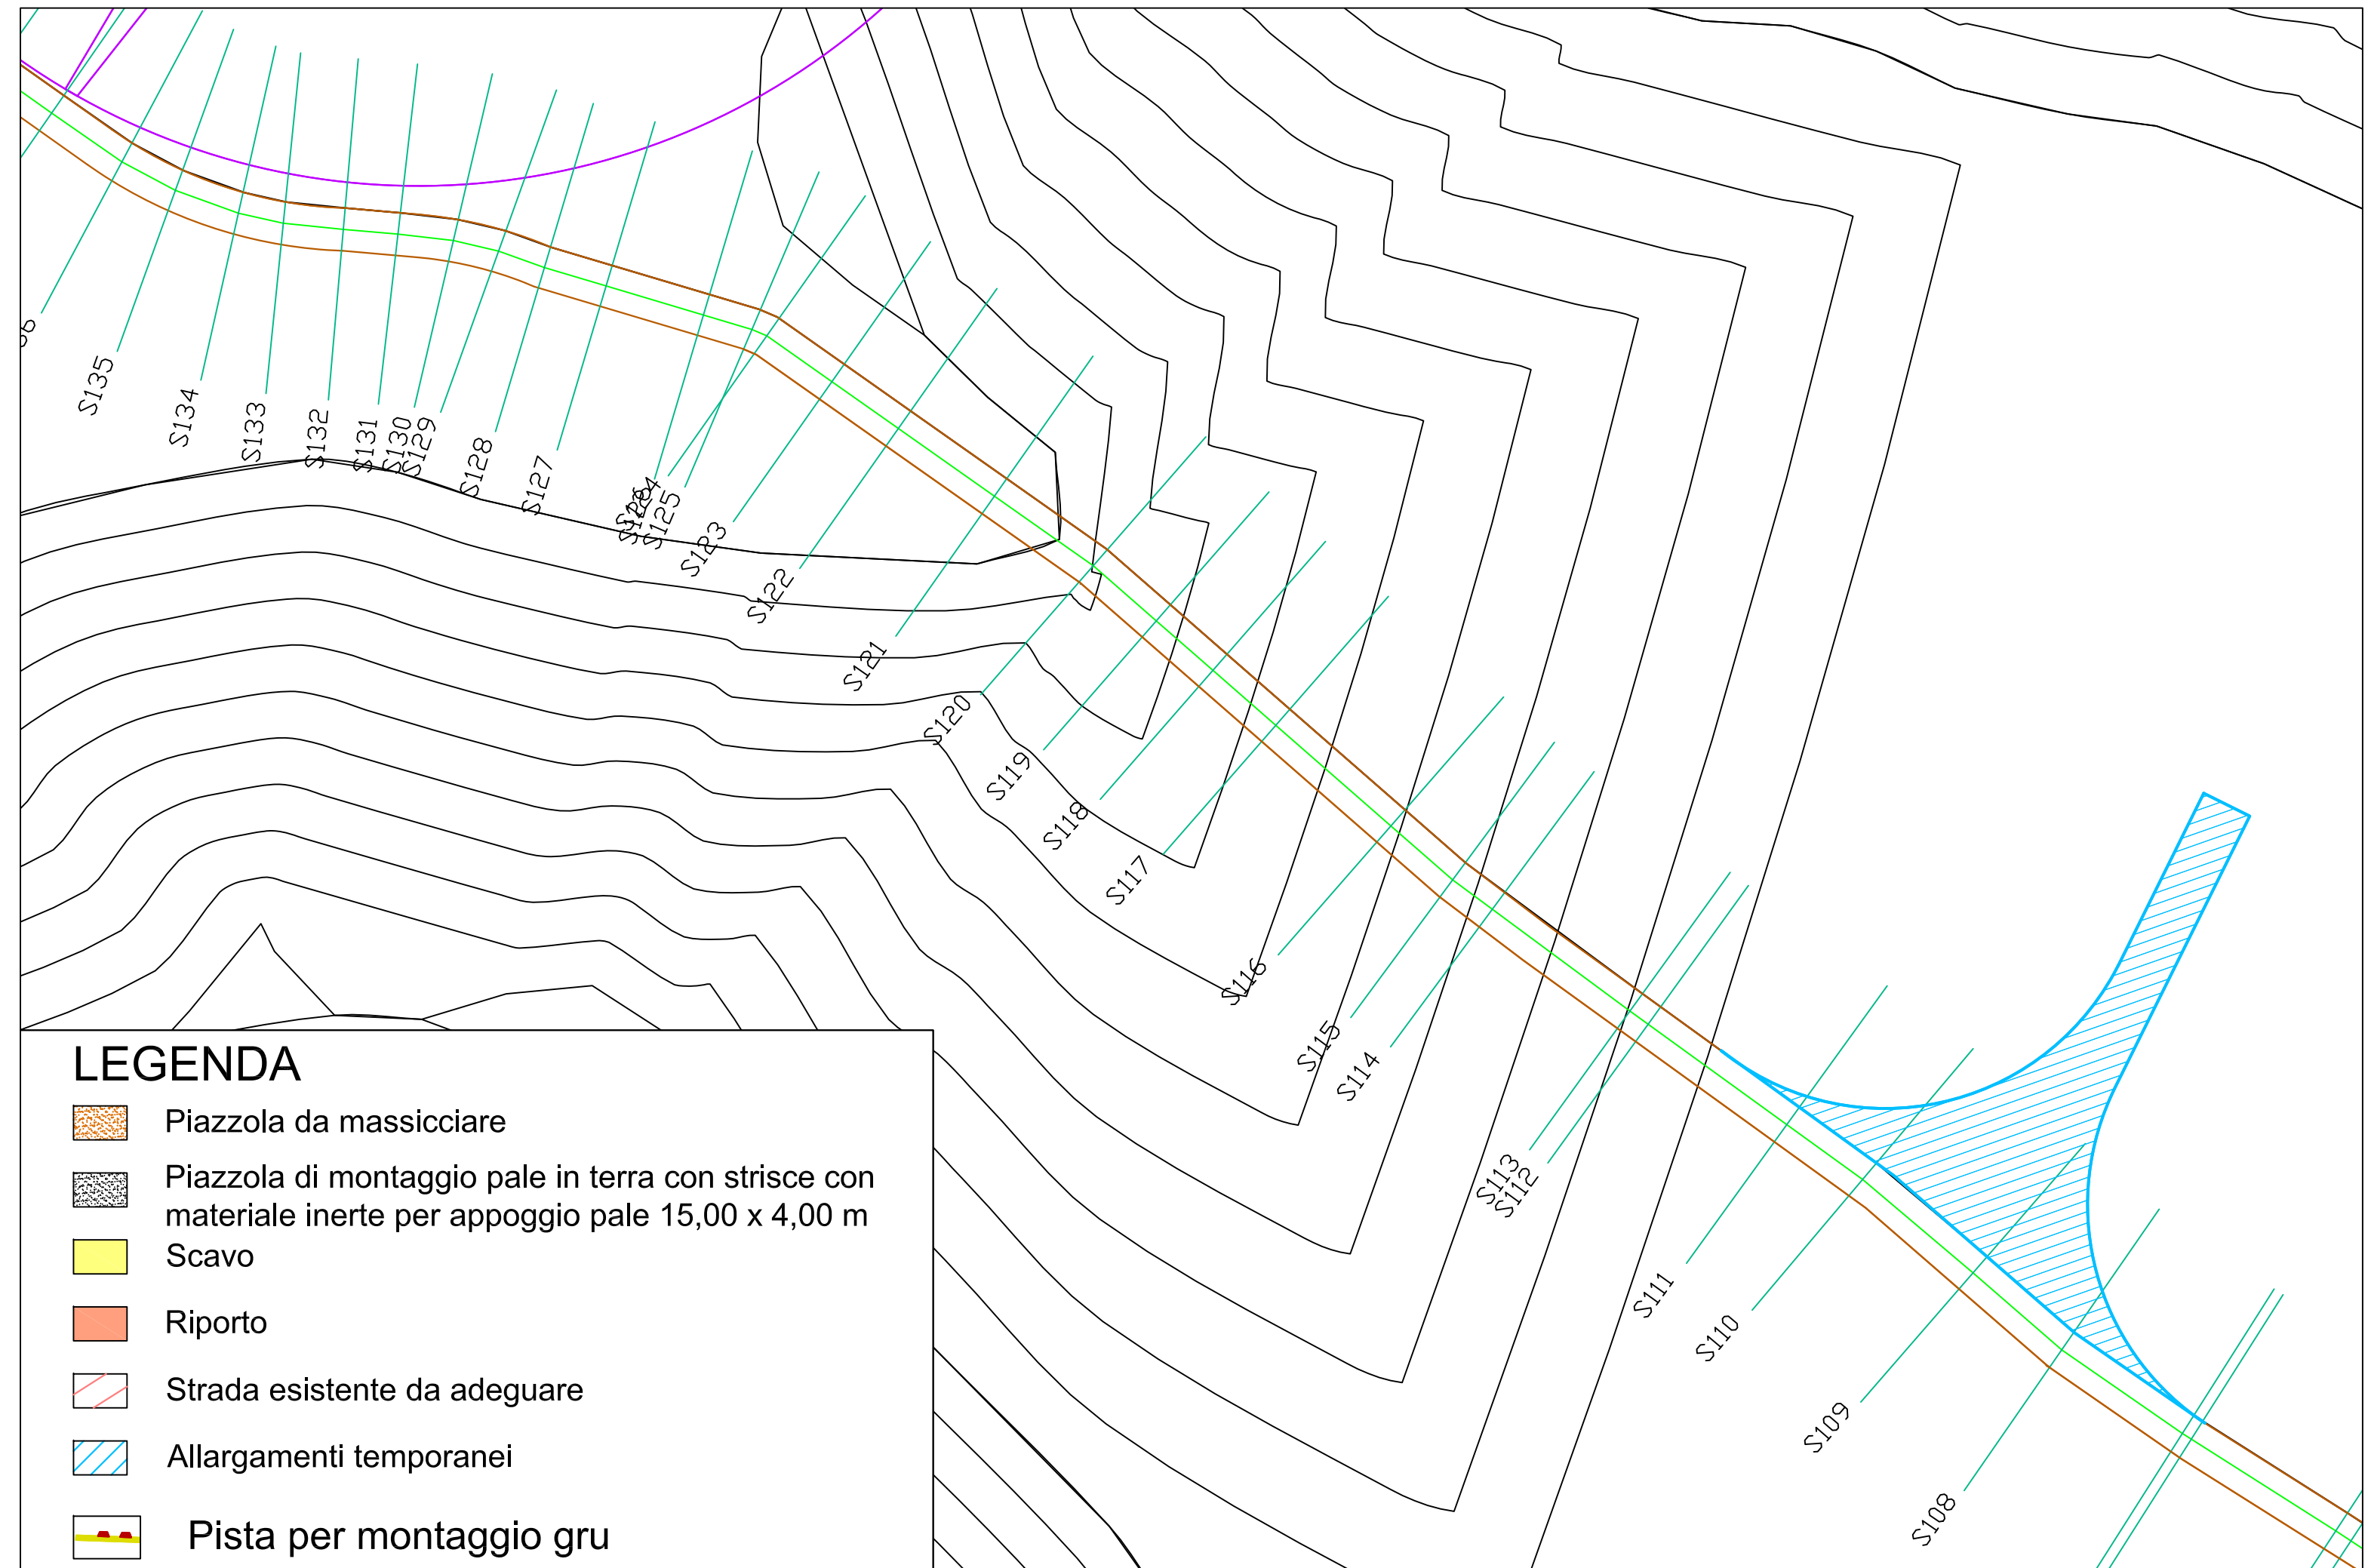 S135
S134
S133
S132
S131
S130
S129
S128
S127
S126
S124
S125
S123
S122
S121
S120
S119
S118
S117
S116
S115
S114
S113
S112
S111
S110
S109
S108
LEGENDA
Piazzola da massicciare
Piazzola di montaggio pale in terra con strisce con
materiale inerte per appoggio pale 15,00 x 4,00 m
Scavo
Riporto
Strada esistente da adeguare
Allargamenti temporanei
Pista per montaggio gru